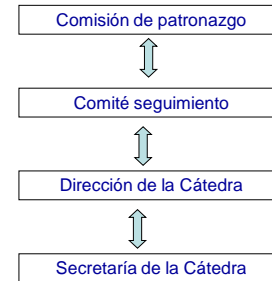 Comisión de patronazgo
Comité seguimiento
Dirección de la Cátedra
Secretaría de la Cátedra